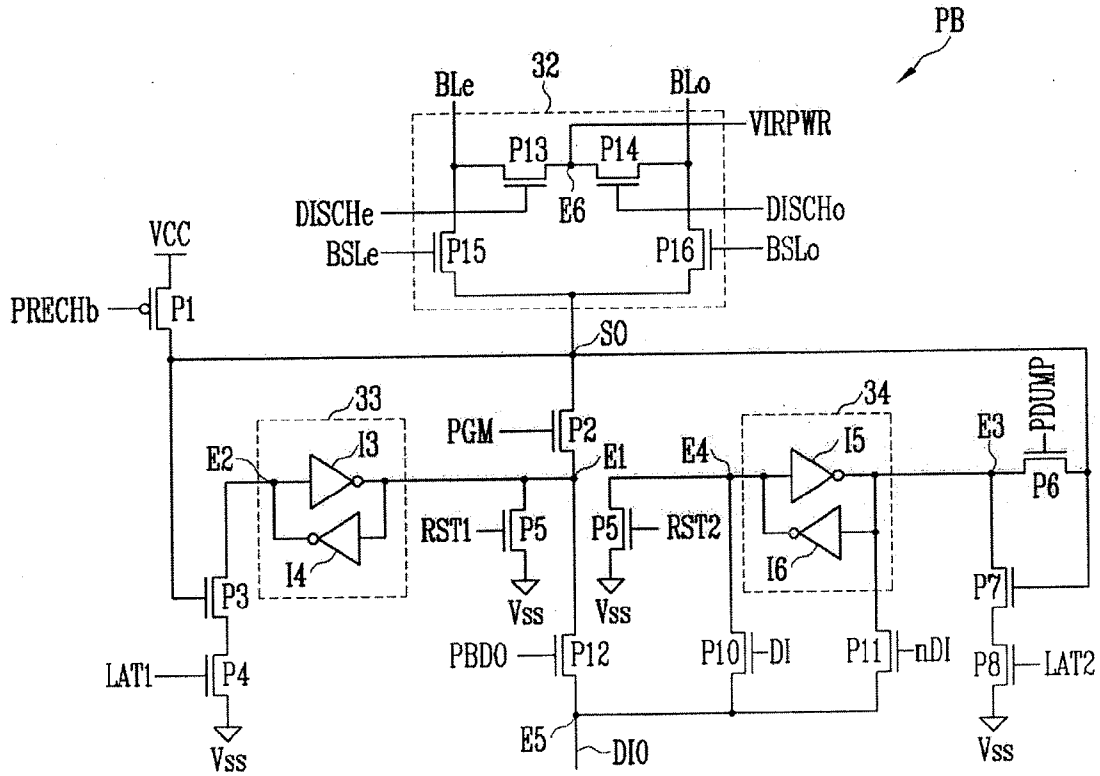 PB
32
BLe
BLo
VIRPWR
P13
P14
DISCHe
E6
DISCHo
VCC
BSLe
P15
P16
BSLo
PRECHb
P1
SO
33
34
PDUMP
PGM
P2
E2
I3
E1
E4
I5
E3
P6
RST1
P5
P5
RST2
I4
I6
P3
Vss
Vss
P7
LAT1
P4
PBDO
P12
P10
DI
P11
nDI
P8
LAT2
Vss
E5
DIO
Vss